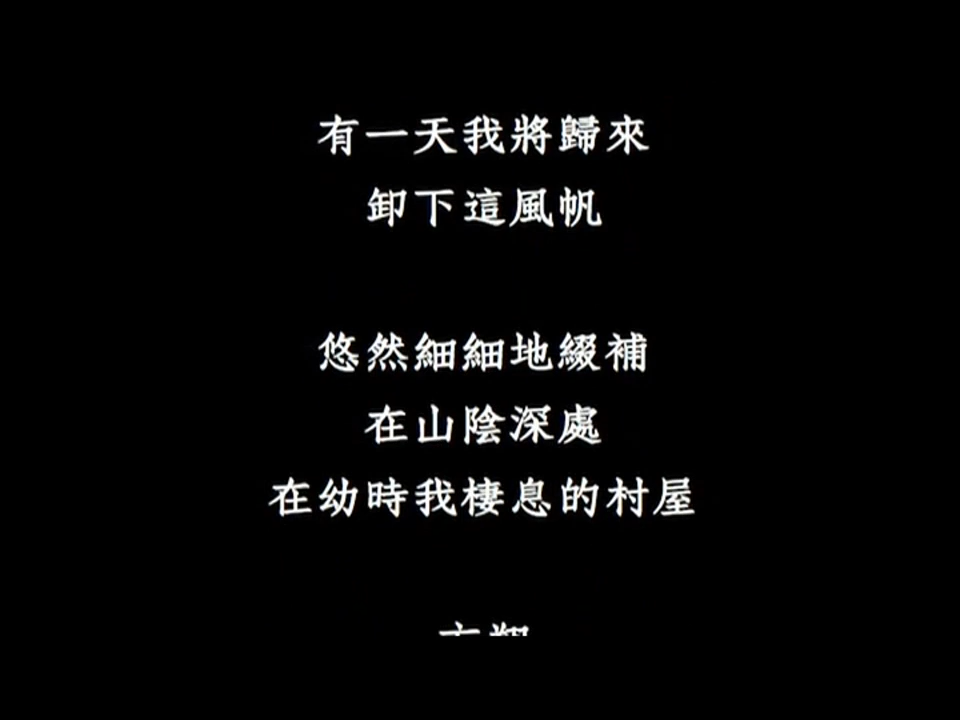 有一天我將歸來
卸下這風帆
悠然細細地綴補
在山陰深處
在幼時我棲息的村屋